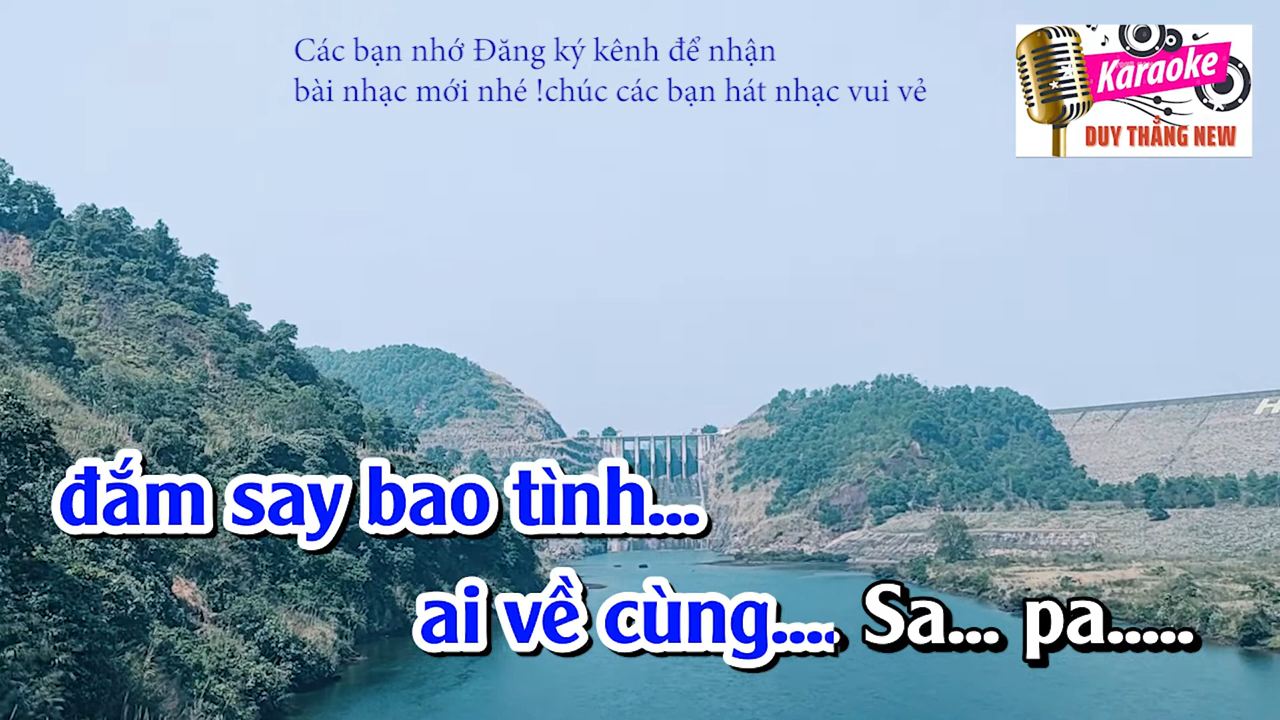 Các bạn nhớ Đăng ký kênh để nhận
bài nhạc mới nhé !chúc các bạn hát nhạc vui vẻ
Karaoke
DUY THẮNG NEW
H
đắm say bao tình...
ai về cùng.... Sa... pa.....